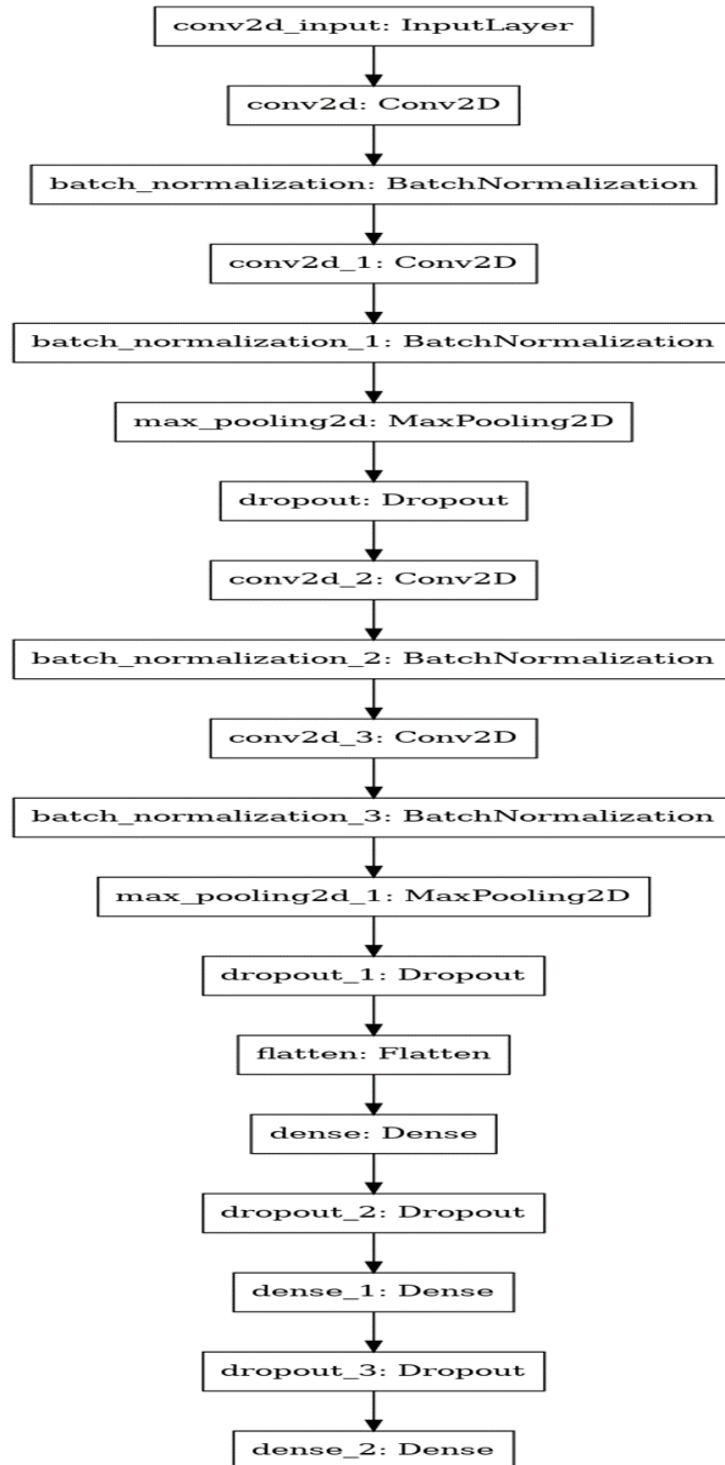 conv2d_input: InputLayer
conv2d: Conv2D
batch_normalization: BatchNormalization
conv2d_1: Conv2D
batch_normalization_1: BatchNormalization
max_pooling2d: MaxPooling2D
dropout: Dropout
conv2d_2: Conv2D
batch_normalization_2: BatchNormalization
conv2d_3: Conv2D
batch_normalization_3: BatchNormalization
max_pooling2d_1: MaxPooling2D
dropout_1: Dropout
flatten: Flatten
dense: Dense
dropout_2: Dropout
dense_1: Dense
dropout_3: Dropout
dense_2: Dense